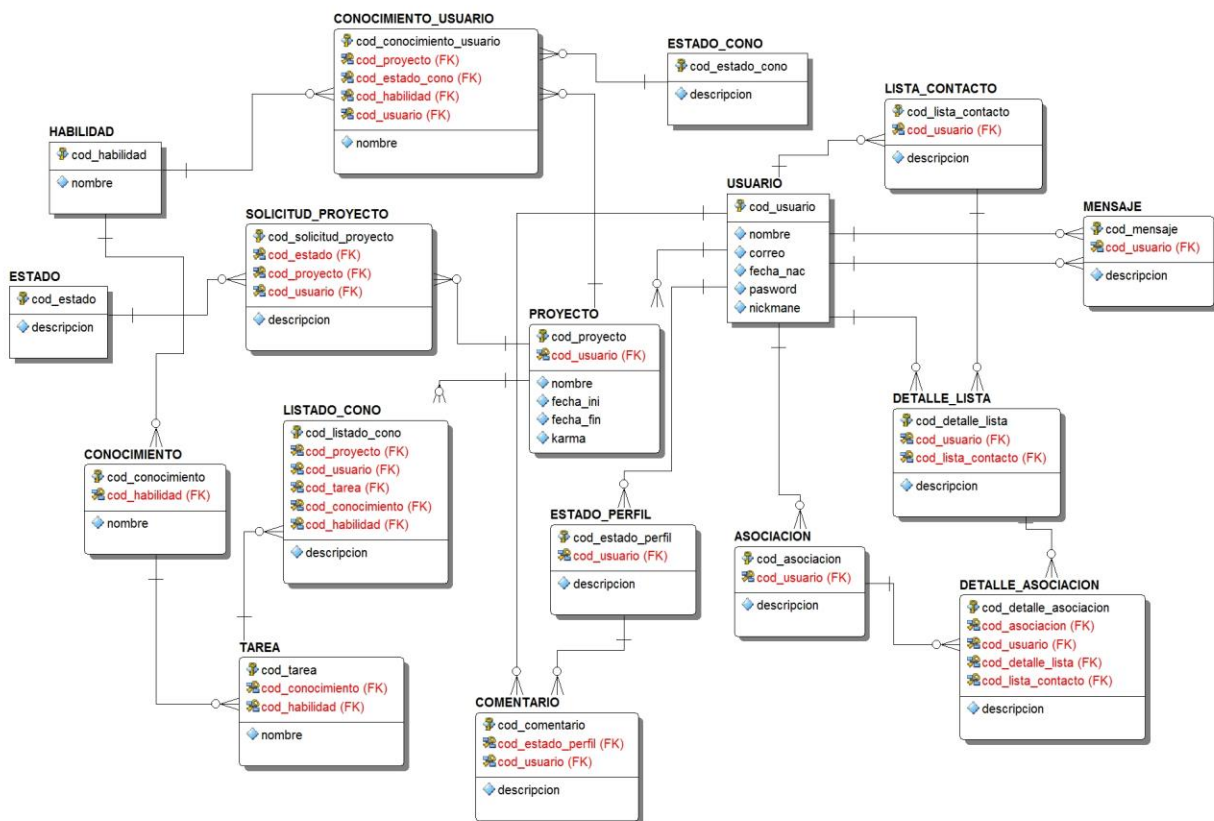 CONOCIMIENTO_USUARIO
cod_conocimiento_usuario
cod_proyecto (FK)
cod_estado_cono (FK)
cod_habilidad (FK)
cod_usuario (FK)
nombre
ESTADO_CONO
cod_estado_cono
descripcion
LISTA_CONTACTO
cod_lista_contacto
cod_usuario (FK)
descripcion
HABILIDAD
cod_habilidad
nombre
USUARIO
cod_usuario
nombre
correo
fecha_nac
pasword
nickmane
MENSAJE
cod_mensaje
cod_usuario (FK)
descripcion
SOLICITUD_PROYECTO
cod_solicitud_proyecto
cod_estado (FK)
cod_proyecto (FK)
cod_usuario (FK)
descripcion
ESTADO
cod_estado
descripcion
PROYECTO
cod_proyecto
cod_usuario (FK)
nombre
fecha_ini
fecha_fin
karma
DETALLE_LISTA
cod_detalle_lista
cod_usuario (FK)
cod_lista_contacto (FK)
descripcion
LISTADO_CONO
cod_listado_cono
cod_proyecto (FK)
cod_usuario (FK)
cod_tarea (FK)
cod_conocimiento (FK)
cod_habilidad (FK)
descripcion
CONOCIMIENTO
cod_conocimiento
cod_habilidad (FK)
nombre
ESTADO_PERFIL
cod_estado_perfil
cod_usuario (FK)
descripcion
ASOCIACION
cod_asociacion
cod_usuario (FK)
descripcion
DETALLE_ASOCIACION
cod_detalle_asociacion
cod_asociacion (FK)
cod_usuario (FK)
cod_detalle_lista (FK)
cod_lista_contacto (FK)
descripcion
TAREA
cod_tarea
cod_conocimiento (FK)
cod_habilidad (FK)
nombre
COMENTARIO
cod_comentario
cod_estado_perfil (FK)
cod_usuario (FK)
descripcion